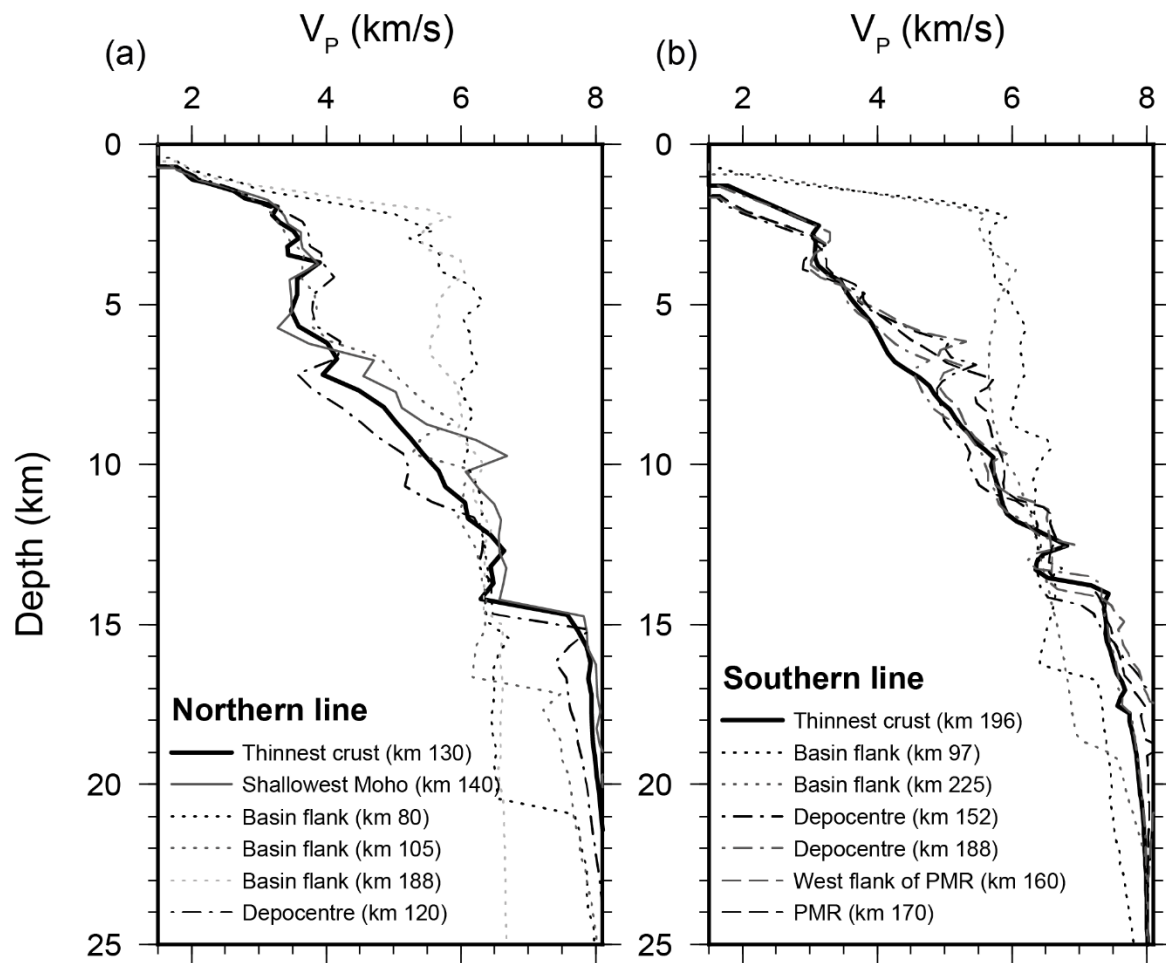 V_P (km/s)
V_P (km/s)
(a)
(b)
2 4 6 8
2 4 6 8
0
5
10
15
20
25
Depth (km)
Northern line
Thinnest crust (km 130)
Shallowest Moho (km 140)
Basin flank (km 80)
Basin flank (km 105)
Basin flank (km 188)
Depocentre (km 120)
0
5
10
15
20
25
Southern line
Thinnest crust (km 196)
Basin flank (km 97)
Basin flank (km 225)
Depocentre (km 152)
Depocentre (km 188)
West flank of PMR (km 160)
PMR (km 170)